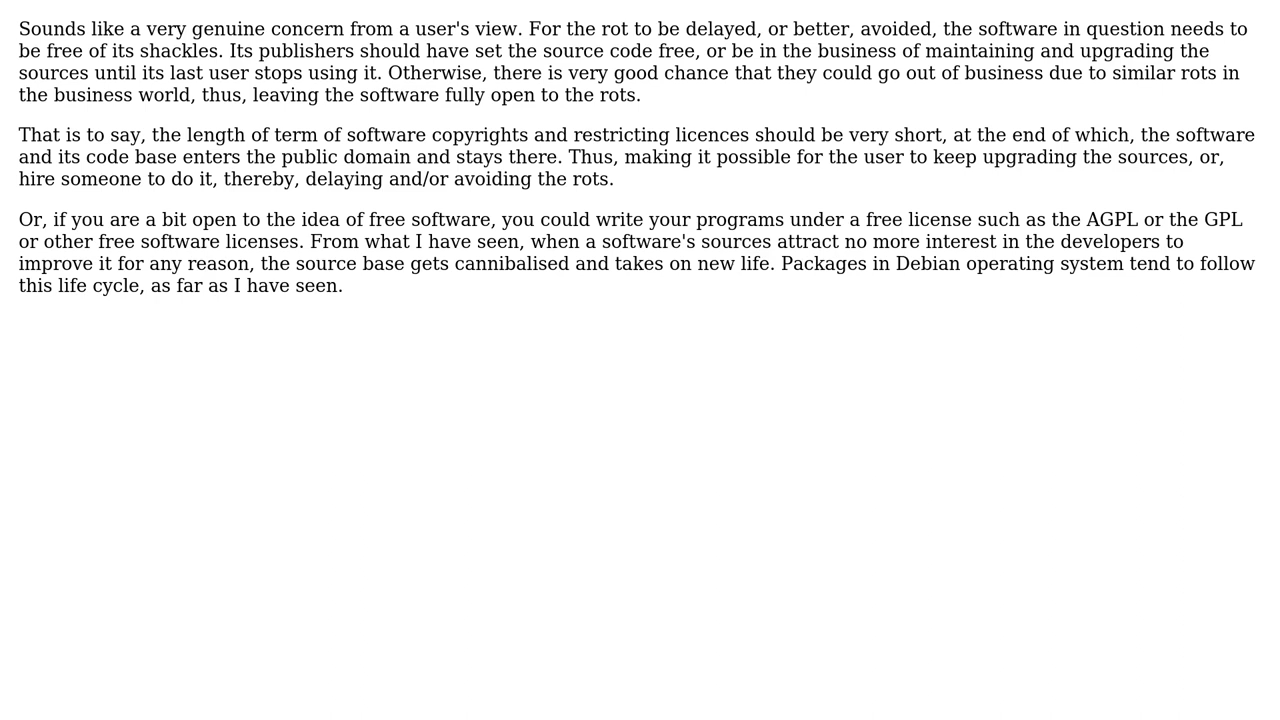 Sounds like a very genuine concern from a user's view. For the rot to be delayed, or better, avoided, the software in question needs to
be free of its shackles. Its publishers should have set the source code free, or be in the business of maintaining and upgrading the
sources until its last user stops using it. Otherwise, there is very good chance that they could go out of business due to similar rots in
the business world, thus, leaving the software fully open to the rots.
That is to say, the length of term of software copyrights and restricting licences should be very short, at the end of which, the software
and its code base enters the public domain and stays there. Thus, making it possible for the user to keep upgrading the sources, or,
hire someone to do it, thereby, delaying and/or avoiding the rots.
Or, if you are a bit open to the idea of free software, you could write your programs under a free license such as the AGPL or the GPL
or other free software licenses. From what I have seen, when a software's sources attract no more interest in the developers to
improve it for any reason, the source base gets cannibalised and takes on new life. Packages in Debian operating system tend to follow
this life cycle, as far as I have seen.